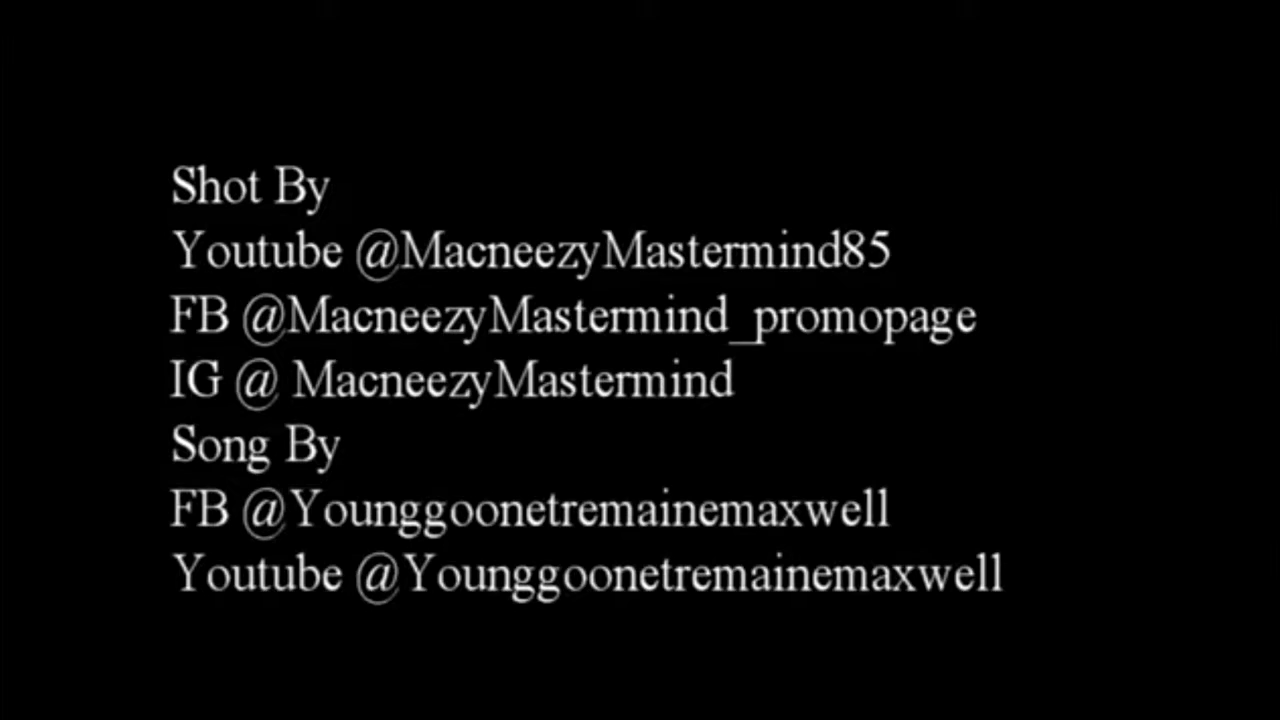 Shot By
Youtube @MacneezyMastermind85
FB @MacneezyMastermind_promopage
IG @ MacneezyMastermind
Song By
FB @Younggoonetremainemaxwell
Youtube @Younggoonetremainemaxwell